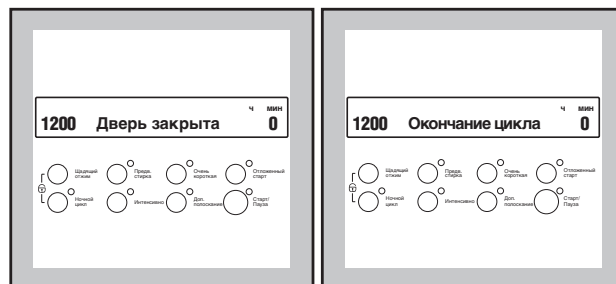 ч мин
1200 Дверь закрыта 0
Щадящий отжим
Предв. стирка
Очень короткая
Отложенный старт
Ночной цикл
Интенсивно
Доп. полоскание
Старт/ Пауза
ч мин
1200 Окончание цикла 0
Щадящий отжим
Предв. стирка
Очень короткая
Отложенный старт
Ночной цикл
Интенсивно
Доп. полоскание
Старт/ Пауза